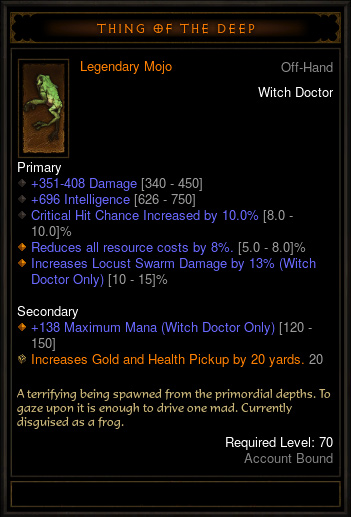 THING OF THE DEEP
Legendary Mojo
Off-Hand
Witch Doctor
Primary
+351-408 Damage [340 - 450]
+696 Intelligence [626 - 750]
Critical Hit Chance Increased by 10.0% [8.0 -
10.0]%
Reduces all resource costs by 8%. [5.0 - 8.0]%
Increases Locust Swarm Damage by 13% (Witch
Doctor Only) [10 - 15]%
Secondary
+138 Maximum Mana (Witch Doctor Only) [120 -
150]
Increases Gold and Health Pickup by 20 yards. 20
A terrifying being spawned from the primordial depths. To
gaze upon it is enough to drive one mad. Currently
disguised as a frog.
Required Level: 70
Account Bound